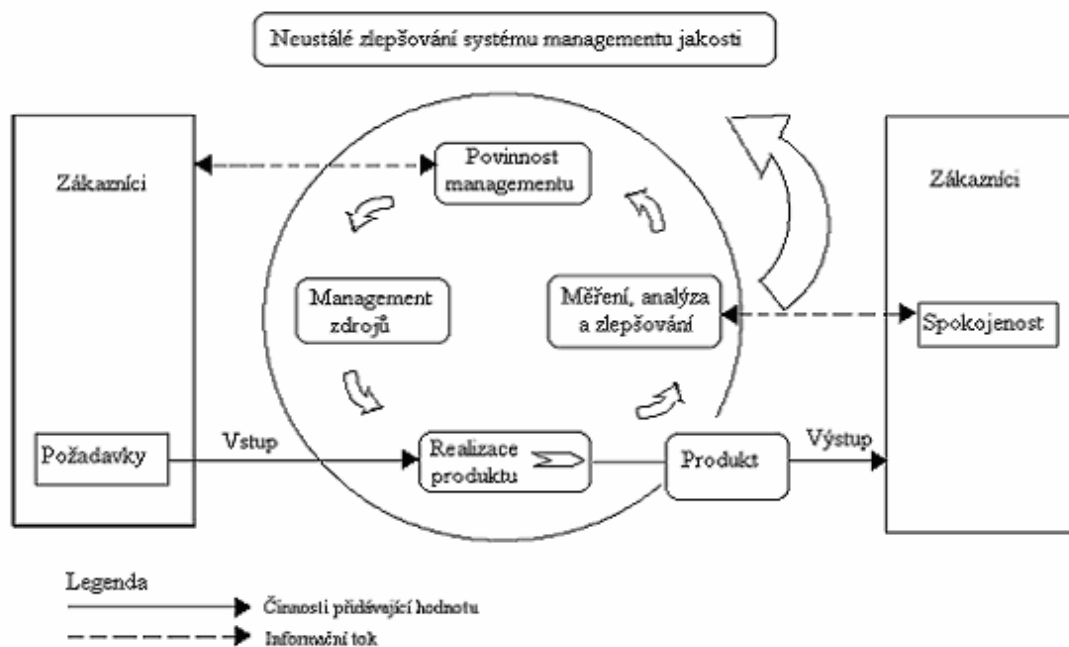 Neustálé zlepšování systému managementu jakosti
Zákazníci
Povinnost
managementu
Zákazníci
Management
zdrojů
Měření, analýza
a zlepšování
Spokojenost
Požadavky
Vstup
Realizace
produktu
Produkt
Výstup
Legenda
Činnosti přidávající hodnotu
Informační tok